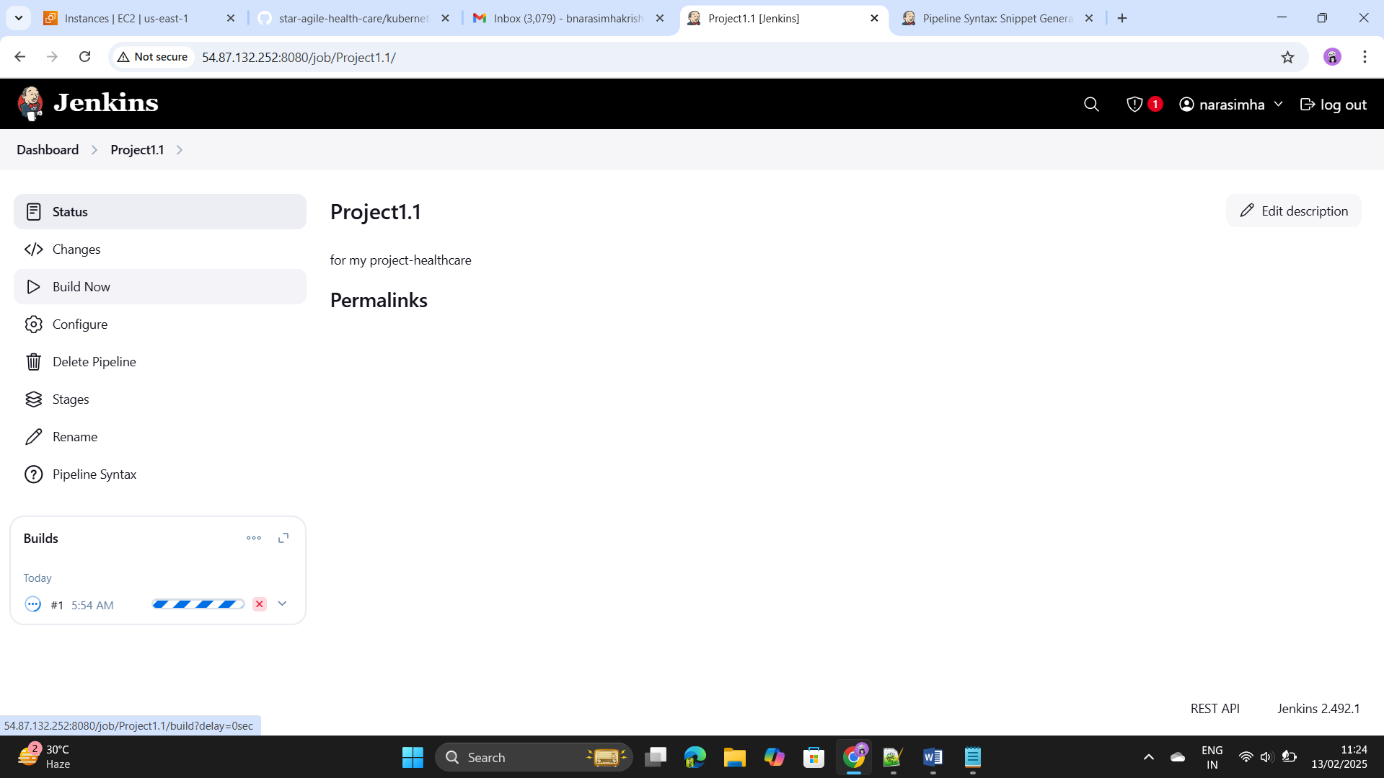 Instances | EC2 | us-east-1
star-agile-health-care/kubernet
Inbox (3,079) - bnarasimhakrish
Project1.1 [Jenkins]
Pipeline Syntax: Snippet Genera
Not secure
54.87.132.252:8080/job/Project1.1/
Jenkins
1
narasimha
log out
Dashboard
Project1.1
Status
Changes
Build Now
Configure
Delete Pipeline
Stages
Rename
Pipeline Syntax
Project1.1
Edit description
for my project-healthcare
Permalinks
Builds
Today
#1 5:54 AM
REST API
Jenkins 2.492.1
54.87.132.252:8080/job/Project1.1/build?delay=0sec
2
30°C
Haze
Search
ENG
IN
11:24
13/02/2025